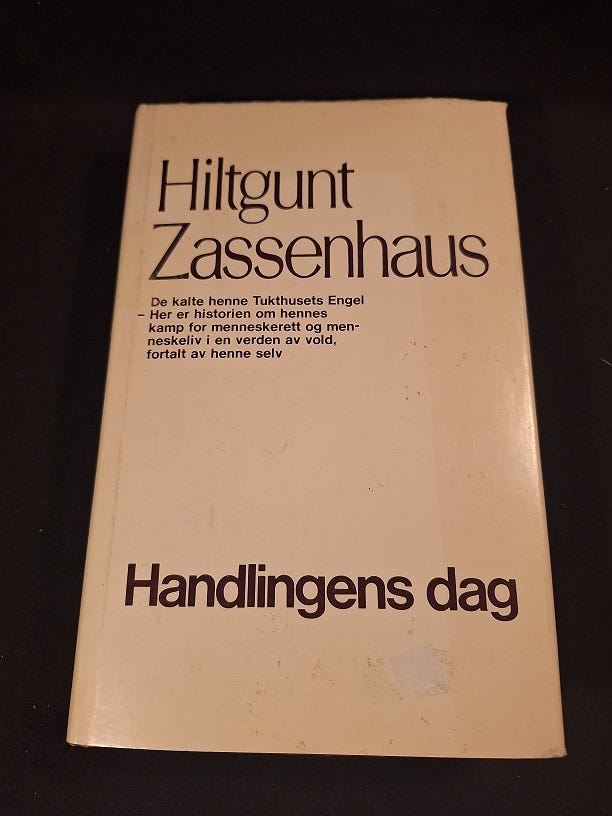 Hiltgunt
Zassenhaus
De kalte henne Tukthusets Engel
– Her er historien om hennes
kamp for menneskerett og men-
neskeliv i en verden av vold,
fortalt av henne selv
Handlingens dag